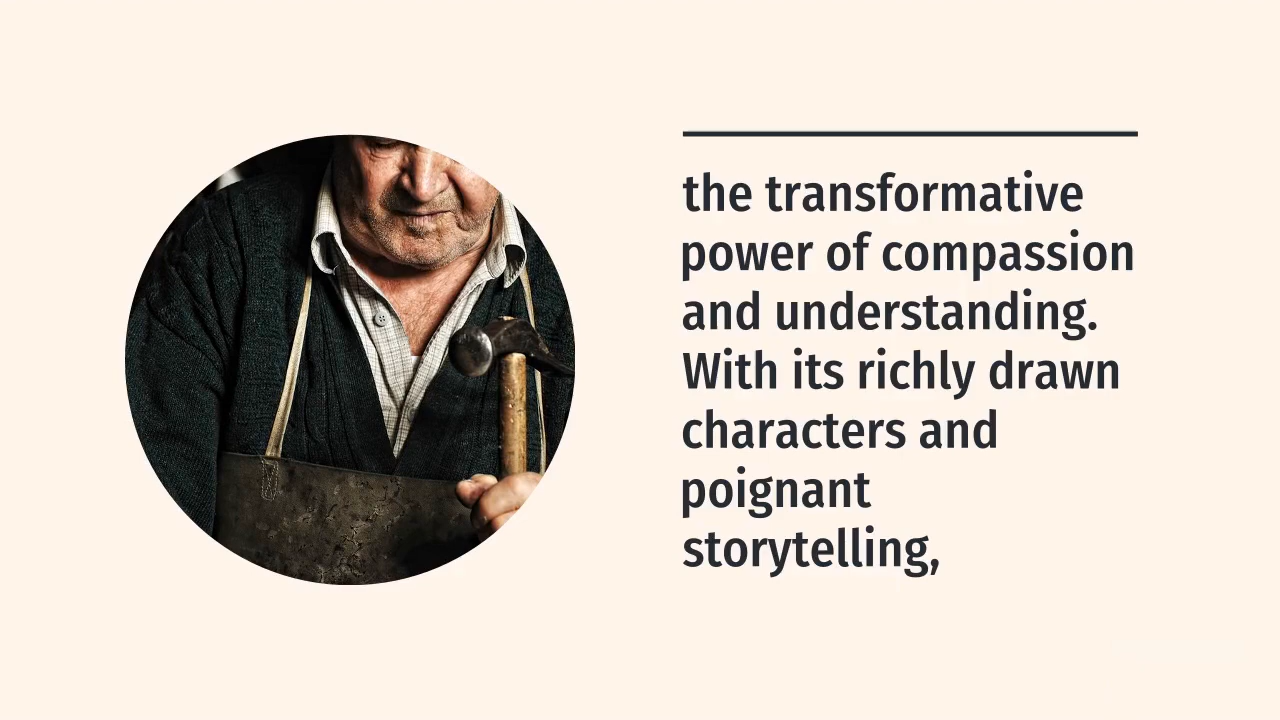 the transformative
power of compassion
and understanding.
With its richly drawn
characters and
poignant
storytelling,